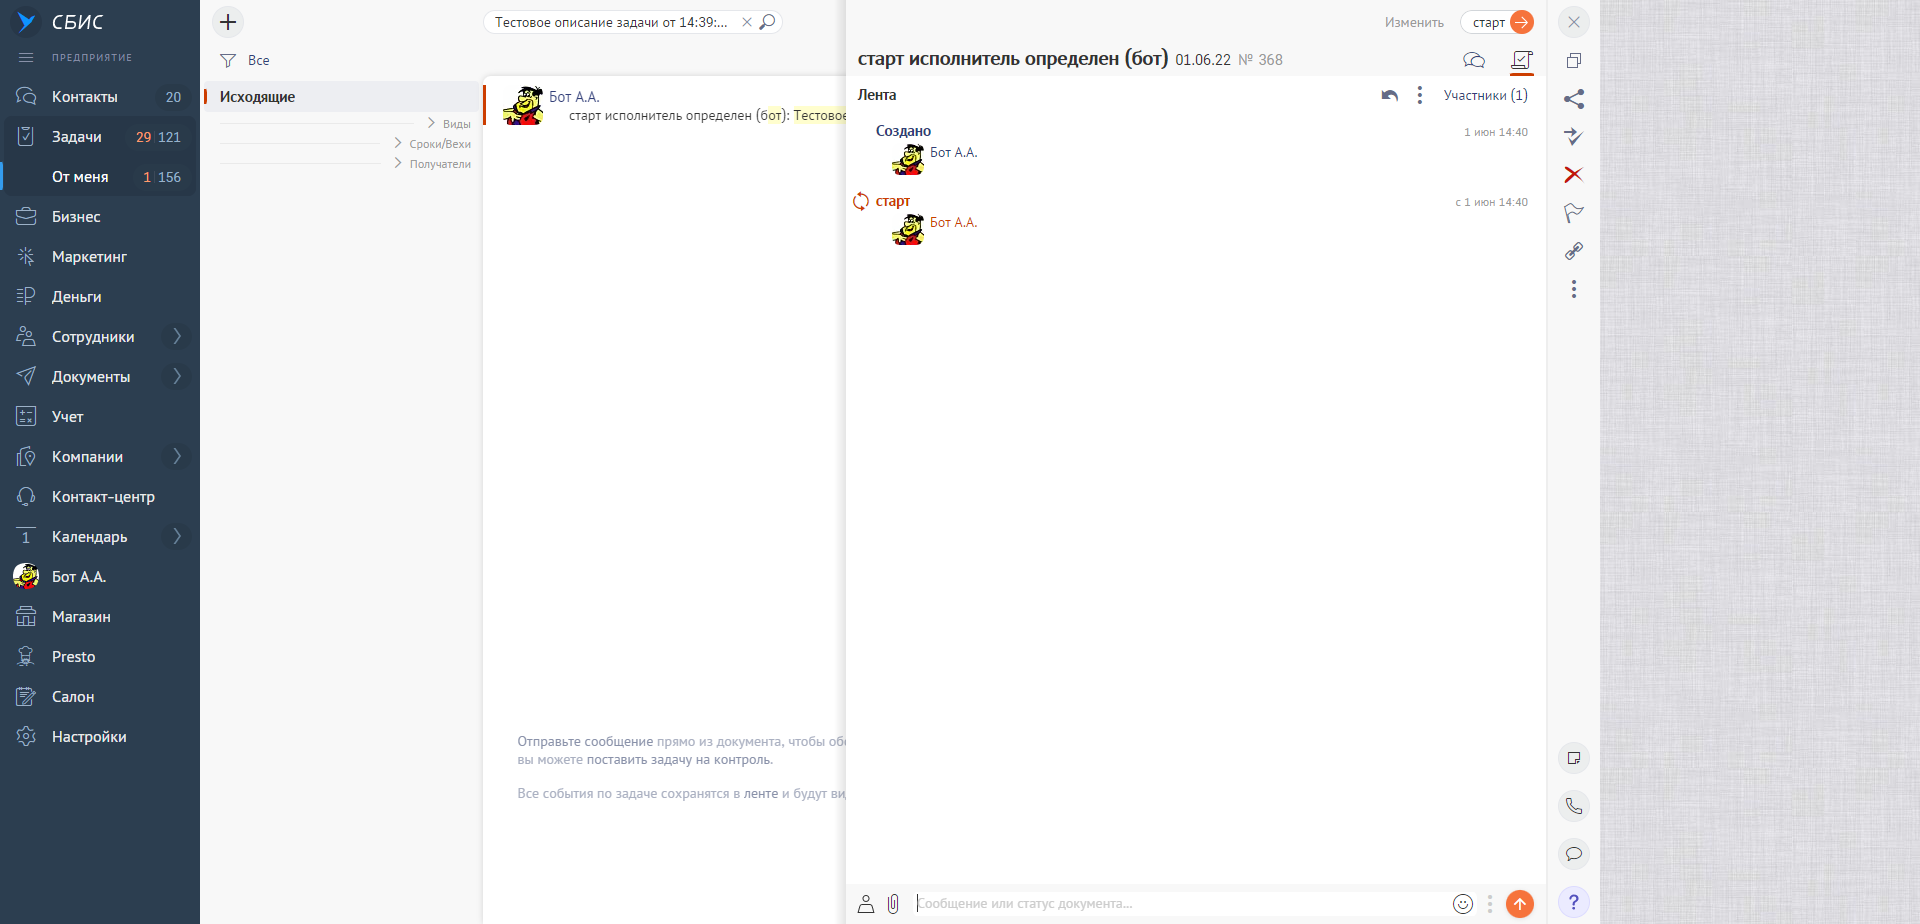 СБИС
ПРЕДПРИЯТИЕ
Контакты 20
Задачи 29 121
От меня 1 156
Бизнес
Маркетинг
Деньги
Сотрудники
Документы
Учет
Компании
Контакт-центр
1 Календарь
Бот А.А.
Магазин
Presto
Салон
Настройки
Тестовое описание задачи от 14:39:...
Все
Исходящие
Виды
Сроки/Вехи
Получатели
Бот А.А.
старт исполнитель определен (бот): Тестовое
Отправьте сообщение прямо из документа, чтобы обс
вы можете поставить задачу на контроль.
Все события по задаче сохранятся в ленте и будут ви
Изменить старт
старт исполнитель определен (бот) 01.06.22 № 368
Лента Участники (1)
Создано 1 июн 14:40
Бот А.А.
старт с 1 июн 14:40
Бот А.А.
Сообщение или статус документа...
?